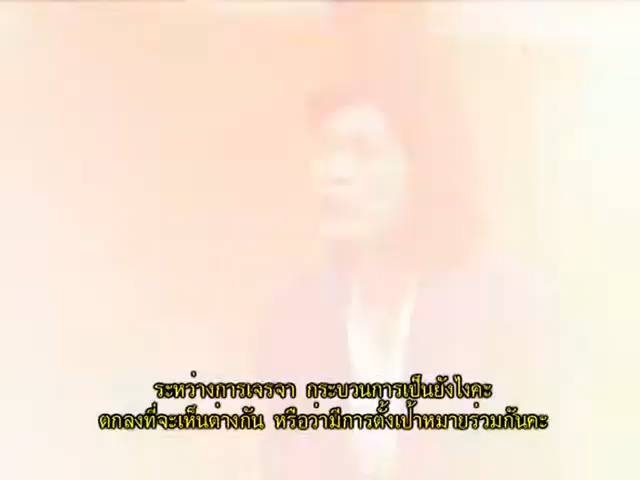 ระหว่างการเจรจา กระบวนการเป็นยังไงคะ
ตกลงที่จะเห็นต่างกัน หรือว่ามีการตั้งเป้าหมายร่วมกันคะ